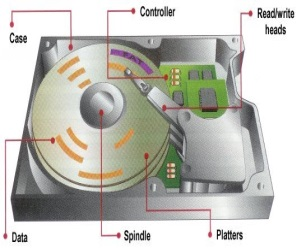 Controller
Read/write
heads
Case
Data
Spindle
Platters